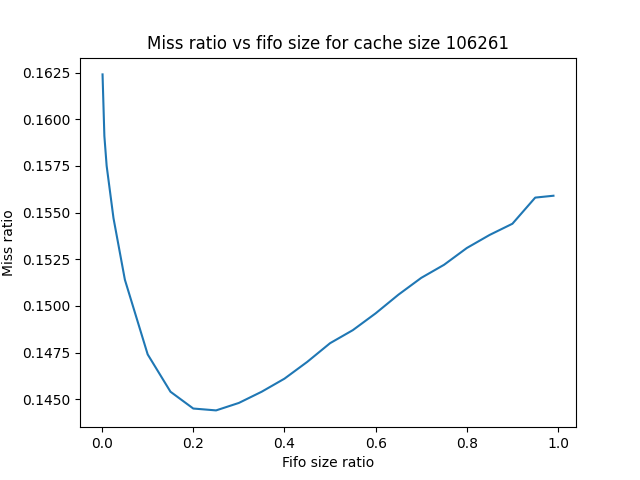 Miss ratio vs fifo size for cache size 106261
0.1625
0.1600
0.1575
0.1550
0.1525
0.1500
0.1475
0.1450
Miss ratio
0.0 0.2 0.4 0.6 0.8 1.0
Fifo size ratio